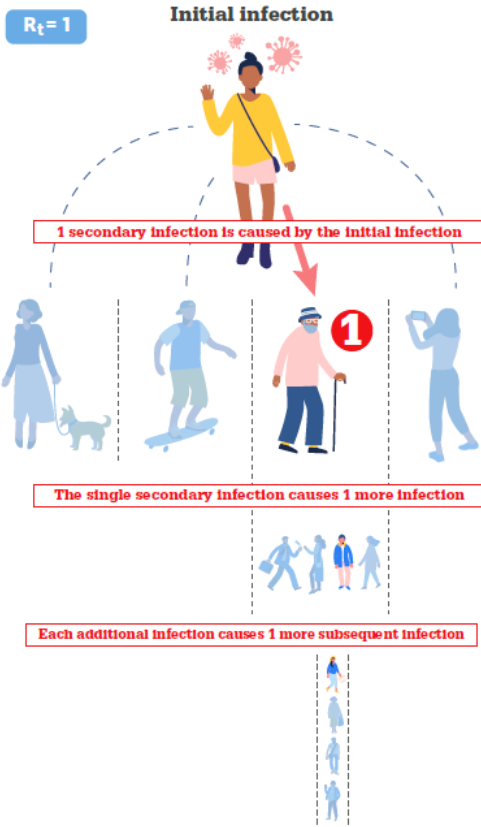 Rt = 1
Initial infection
1 secondary infection is caused by the initial infection
1
The single secondary infection causes 1 more infection
Each additional infection causes 1 more subsequent infection